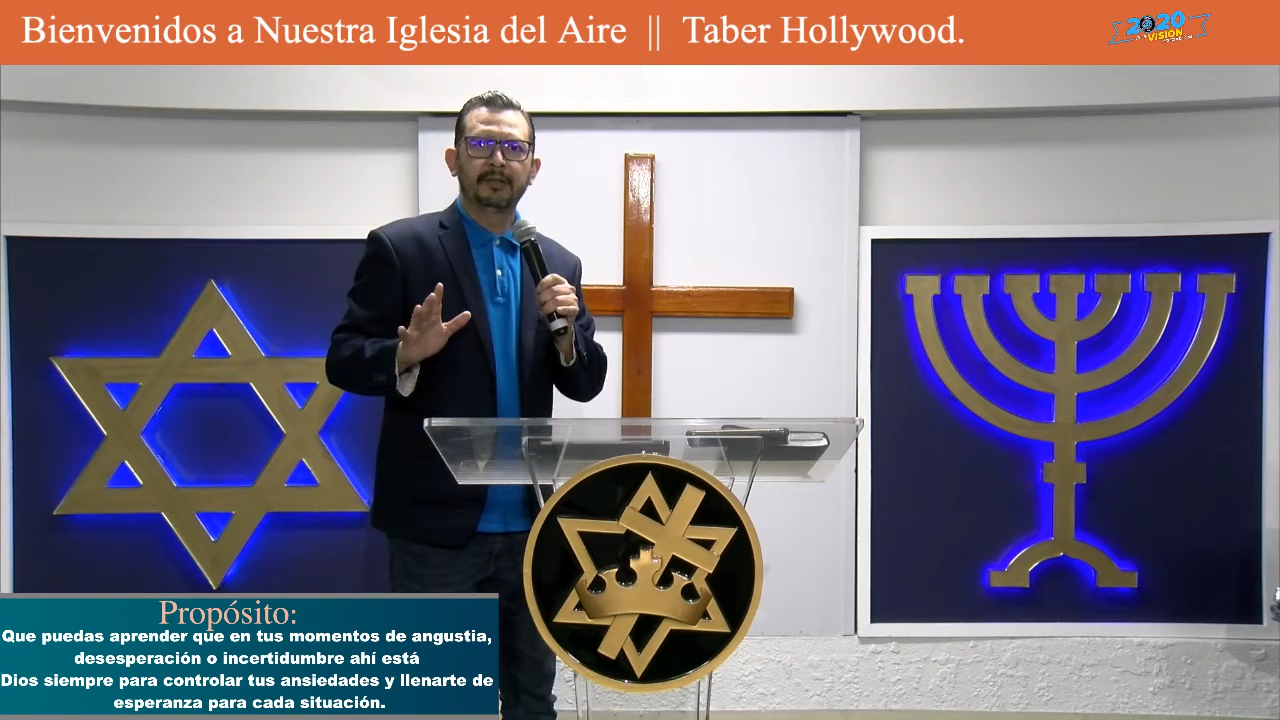 Bienvenidos a Nuestra Iglesia del Aire || Taber Hollywood.
2020
VISIÓN
Propósito:
Que puedas aprender que en tus momentos de angustia,
desesperación o incertidumbre ahí está
Dios siempre para controlar tus ansiedades y llenarte de
esperanza para cada situación.